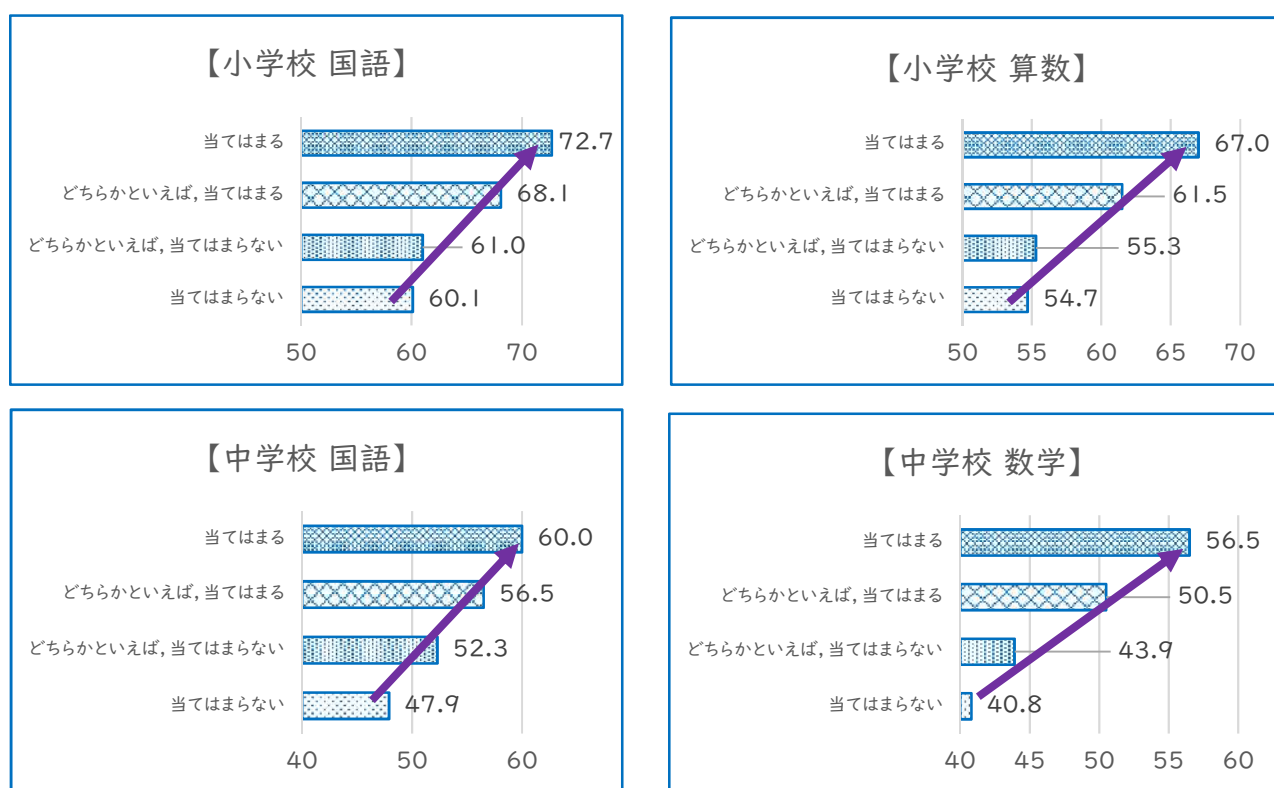 【小学校 国語】
当てはまる 72.7
どちらかといえば,当てはまる 68.1
どちらかといえば,当てはまらない 61.0
当てはまらない 60.1
50 60 70
【小学校 算数】
当てはまる 67.0
どちらかといえば,当てはまる 61.5
どちらかといえば,当てはまらない 55.3
当てはまらない 54.7
50 55 60 65 70
【中学校 国語】
当てはまる 60.0
どちらかといえば,当てはまる 56.5
どちらかといえば,当てはまらない 52.3
当てはまらない 47.9
40 50 60
【中学校 数学】
当てはまる 56.5
どちらかといえば,当てはまる 50.5
どちらかといえば,当てはまらない 43.9
当てはまらない 40.8
40 45 50 55 60